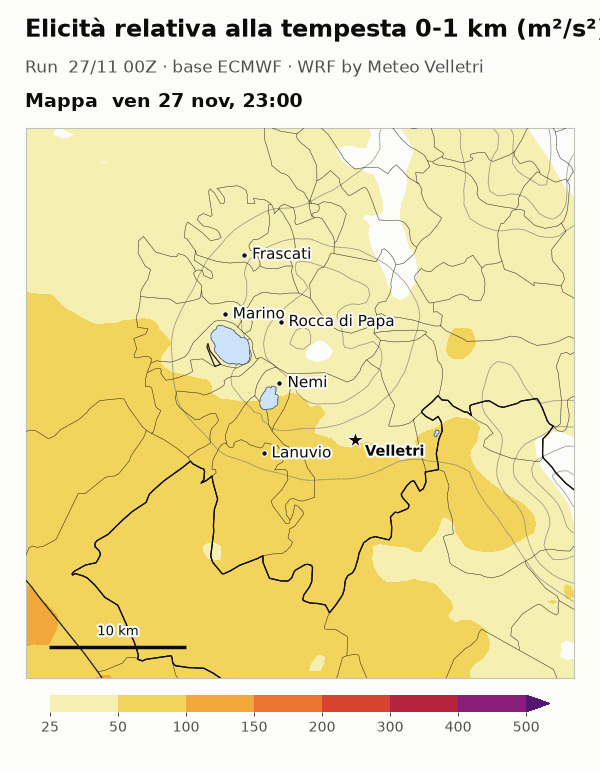 Elicità relativa alla tempesta 0-1 km (m²/s²)
Run 27/11 00Z · base ECMWF · WRF by Meteo Velletri
Mappa ven 27 nov, 23:00
Frascati
Marino
Rocca di Papa
Nemi
Velletri
Lanuvio
10 km
25 50 100 150 200 300 400 500